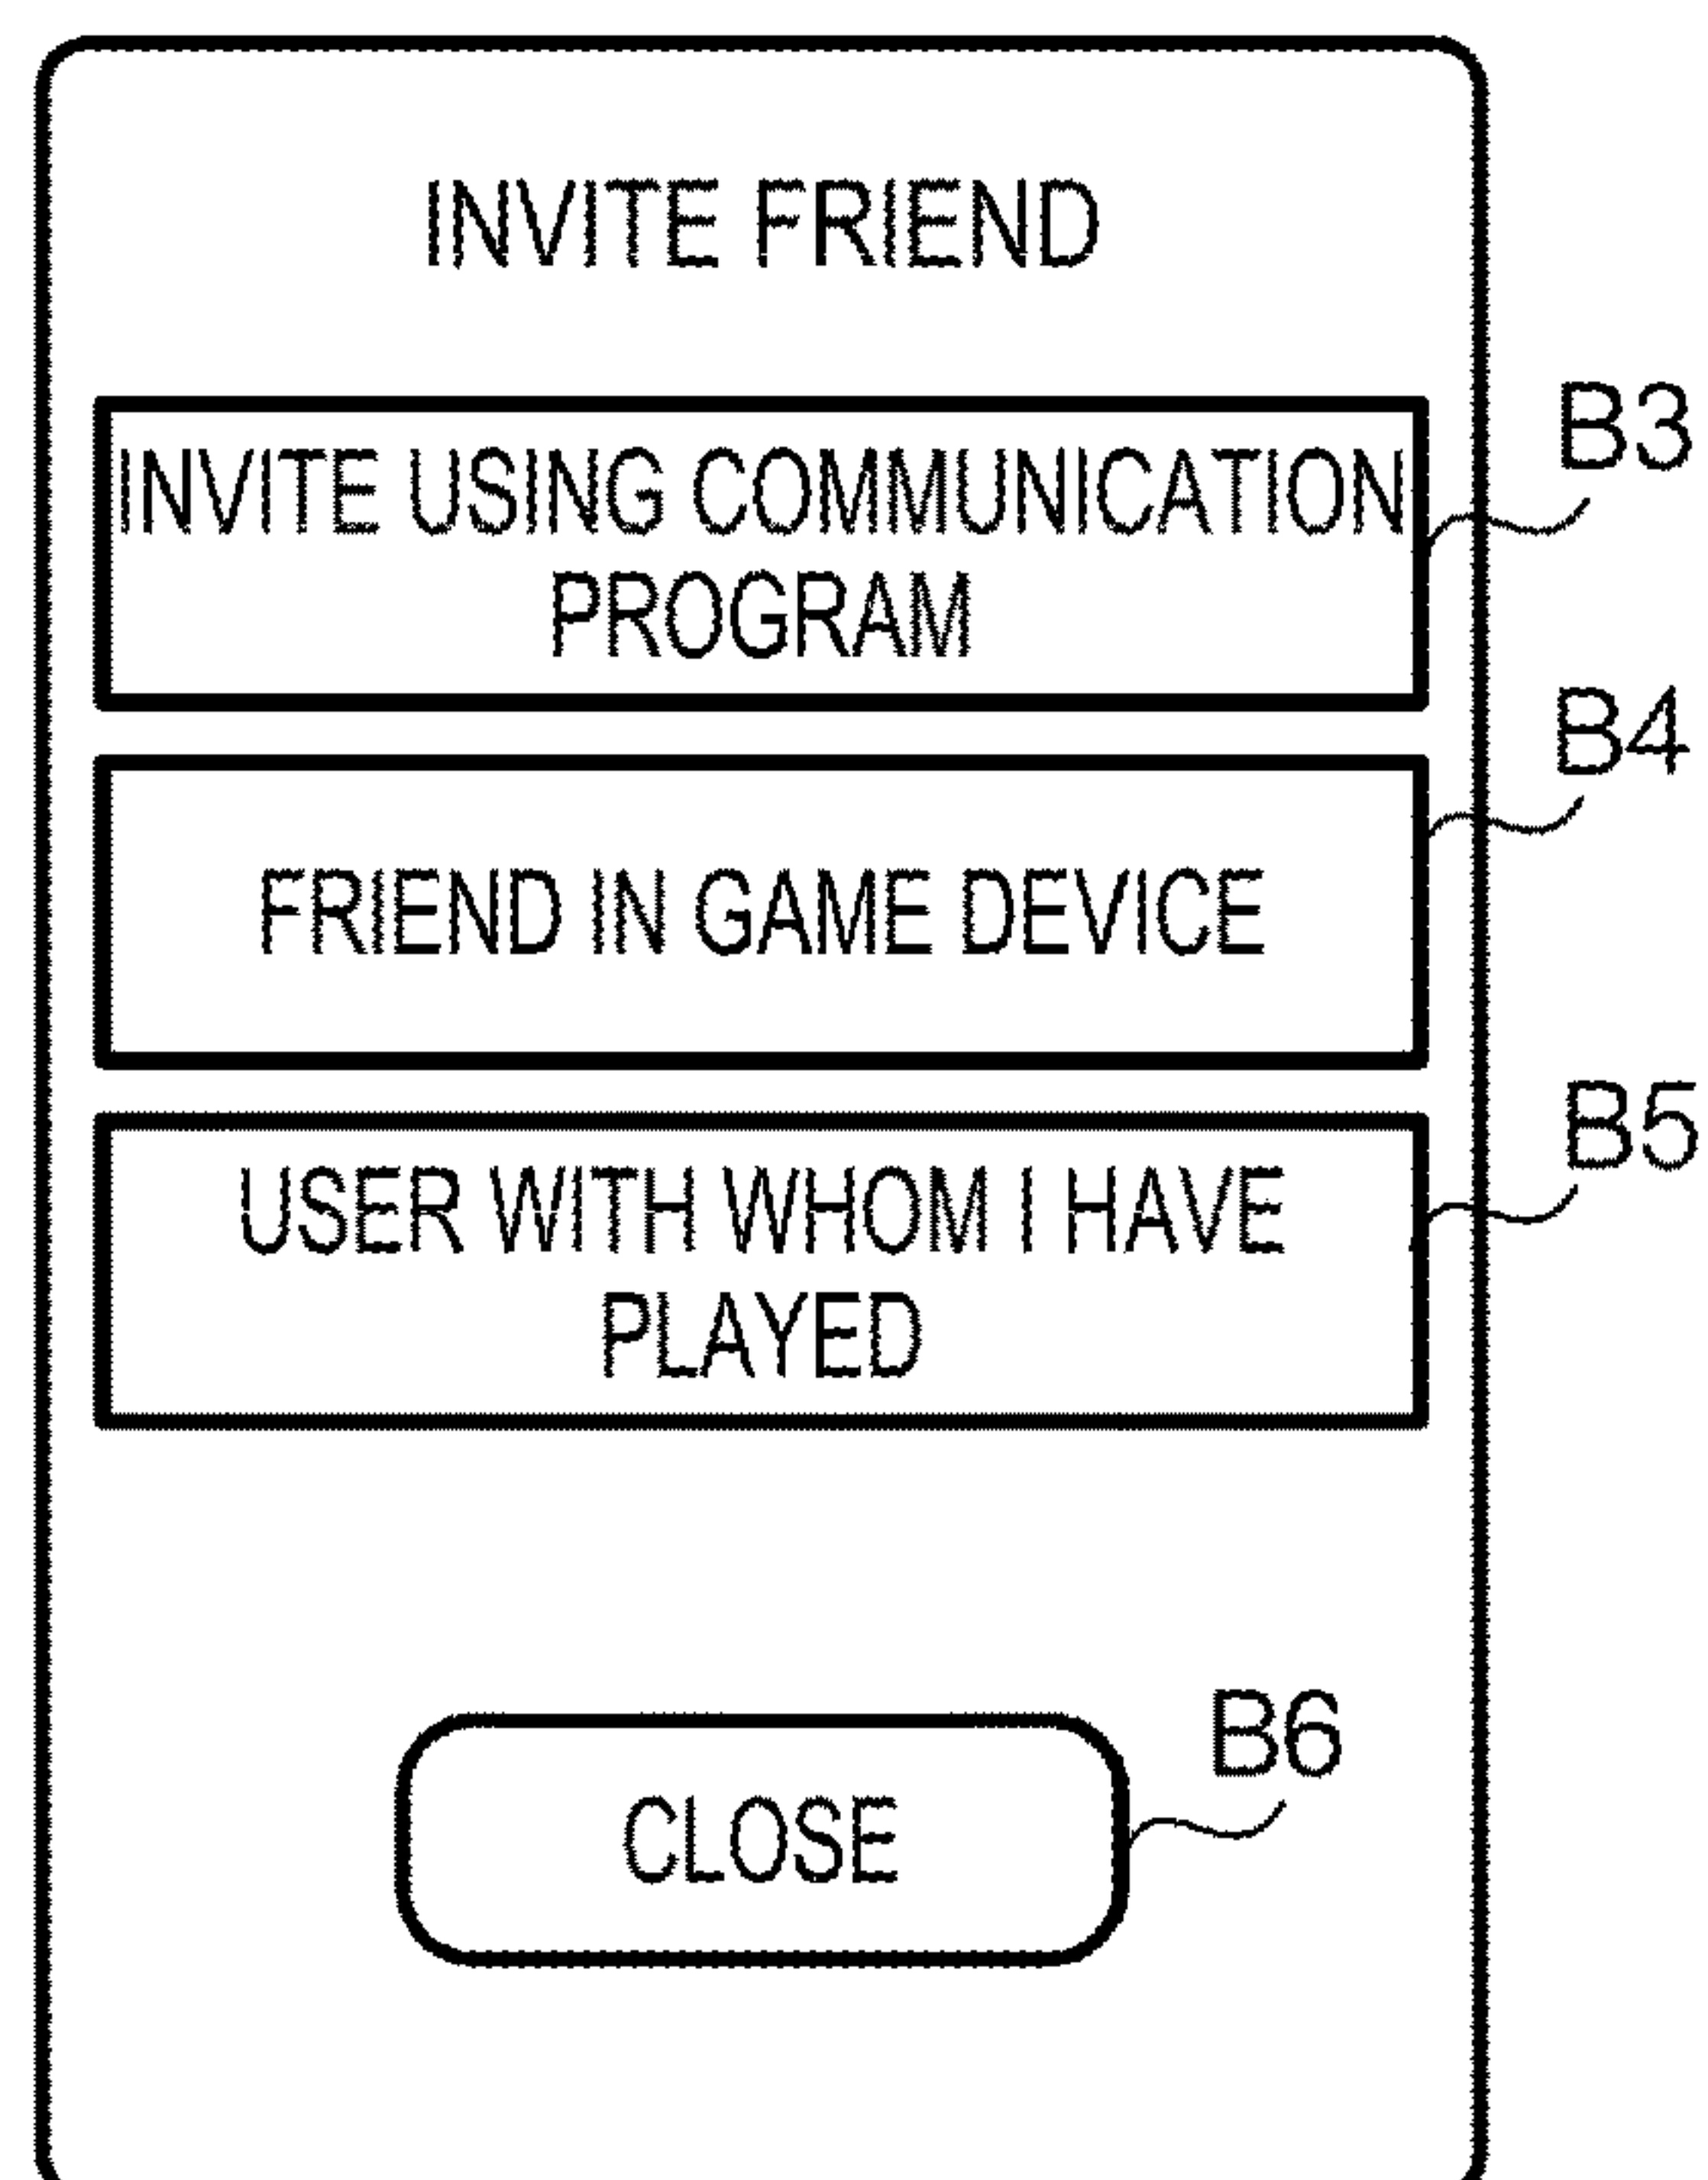 INVITE FRIEND
B3
INVITE USING COMMUNICATION
PROGRAM
B4
FRIEND IN GAME DEVICE
B5
USER WITH WHOM I HAVE
PLAYED
B6
CLOSE